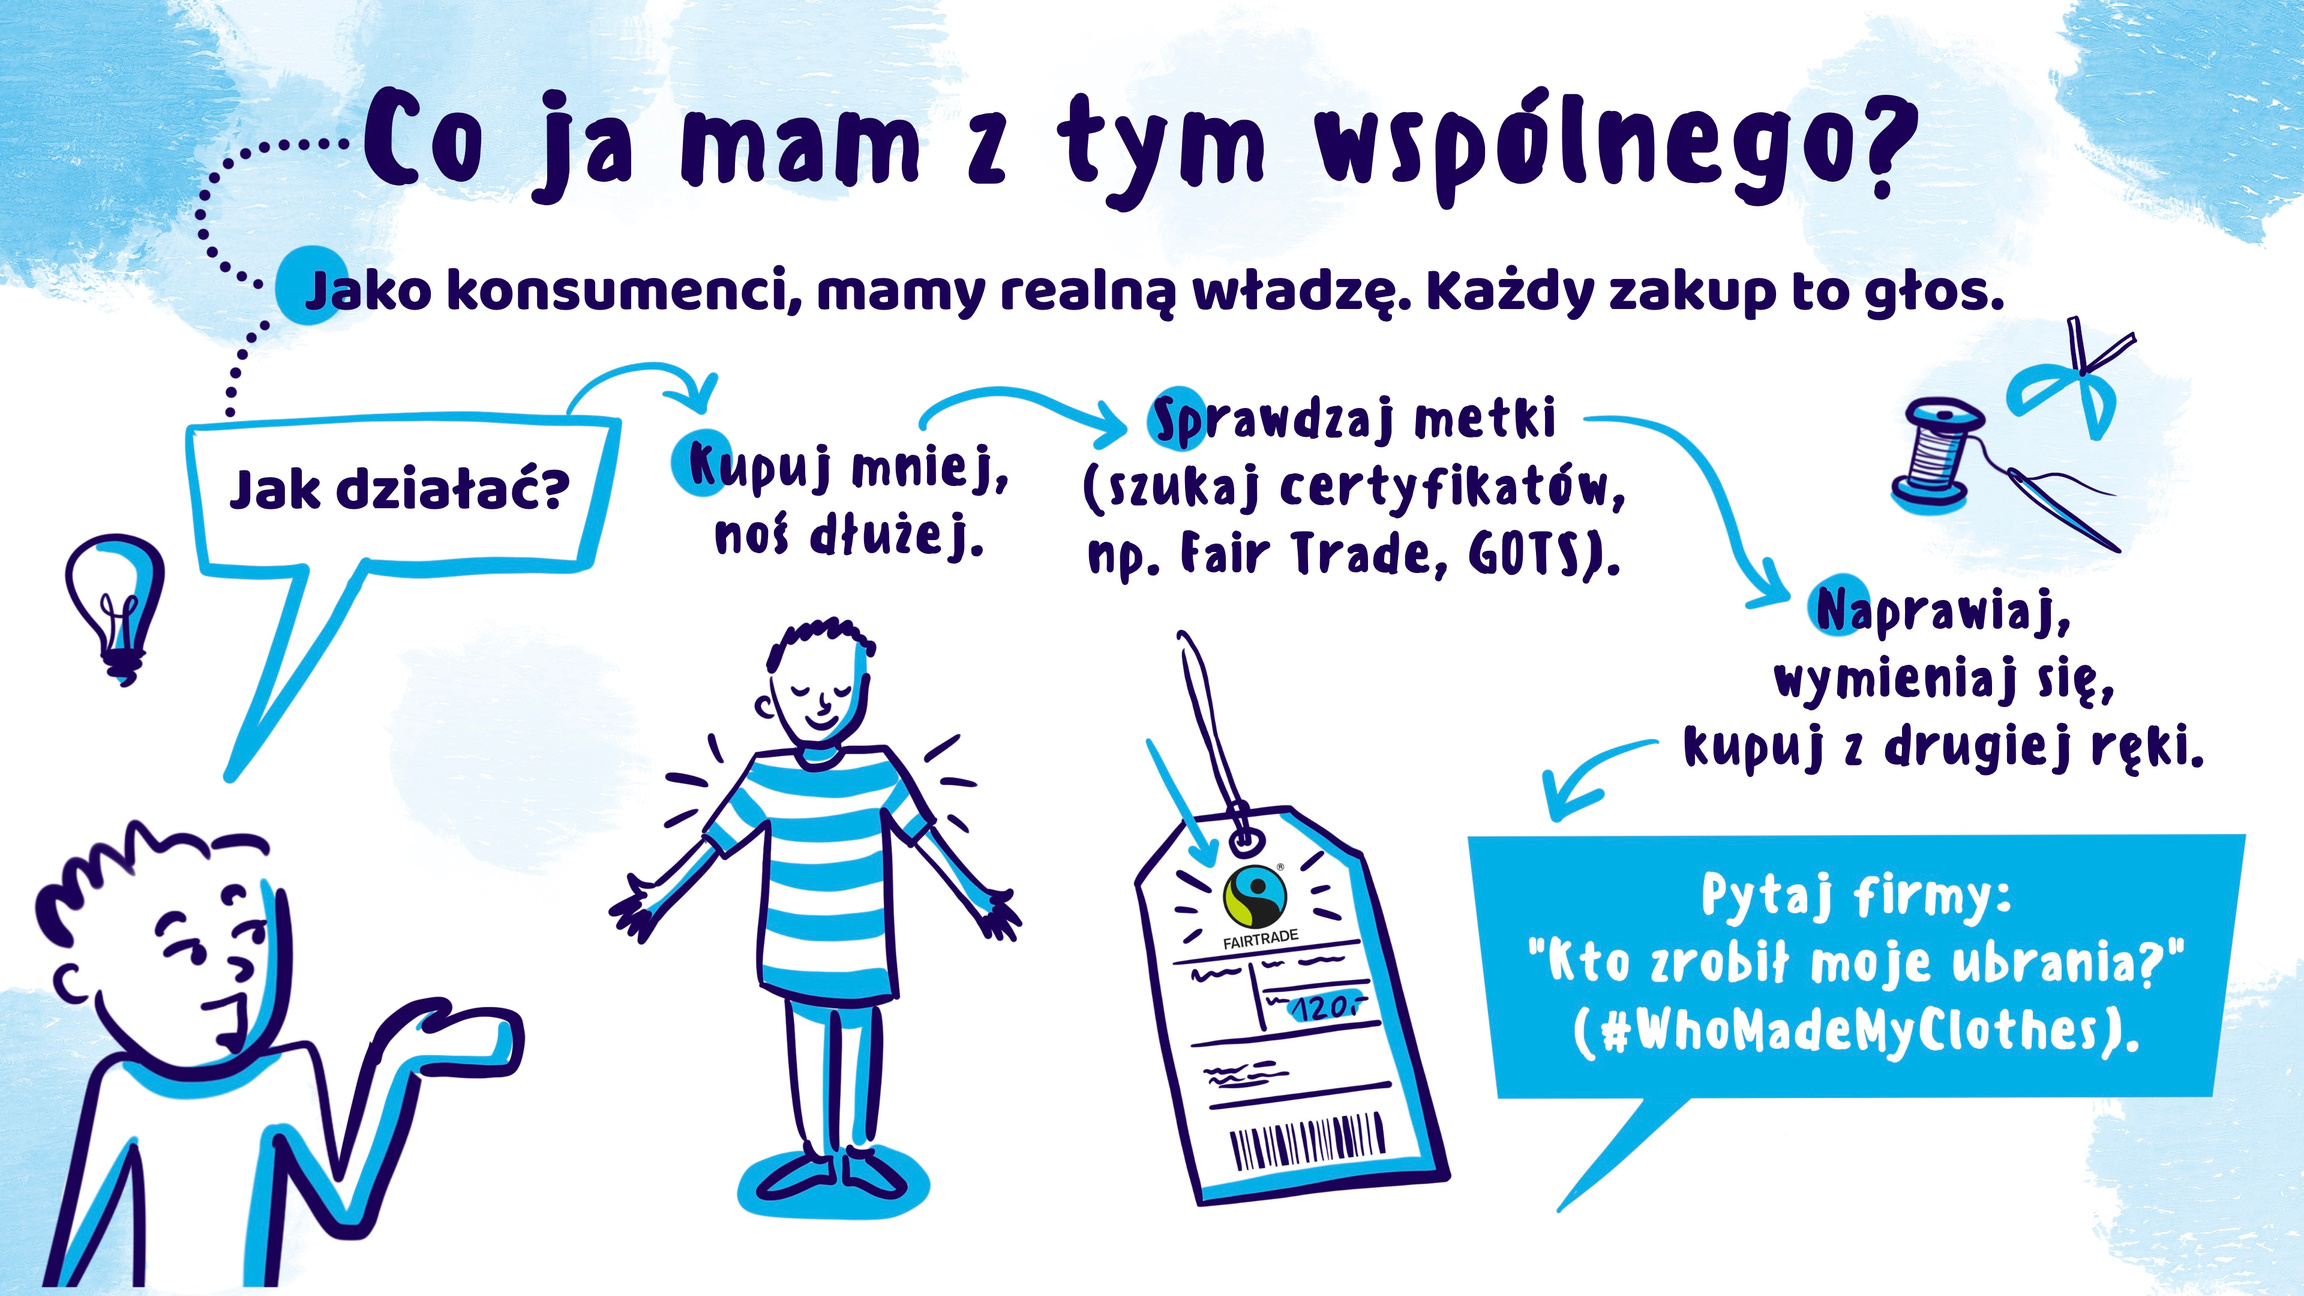 Co ja mam z tym wspólnego?
Jako konsumenci, mamy realną władzę. Każdy zakup to głos.
Jak działać?
Kupuj mniej,
noś dłużej.
Sprawdzaj metki
(szukaj certyfikatów,
np. Fair Trade, GOTS).
Naprawiaj,
wymieniaj się,
kupuj z drugiej ręki.
Pytaj firmy:
"Kto zrobił moje ubrania?"
(#WhoMadeMyClothes).
®
FAIRTRADE
120,-